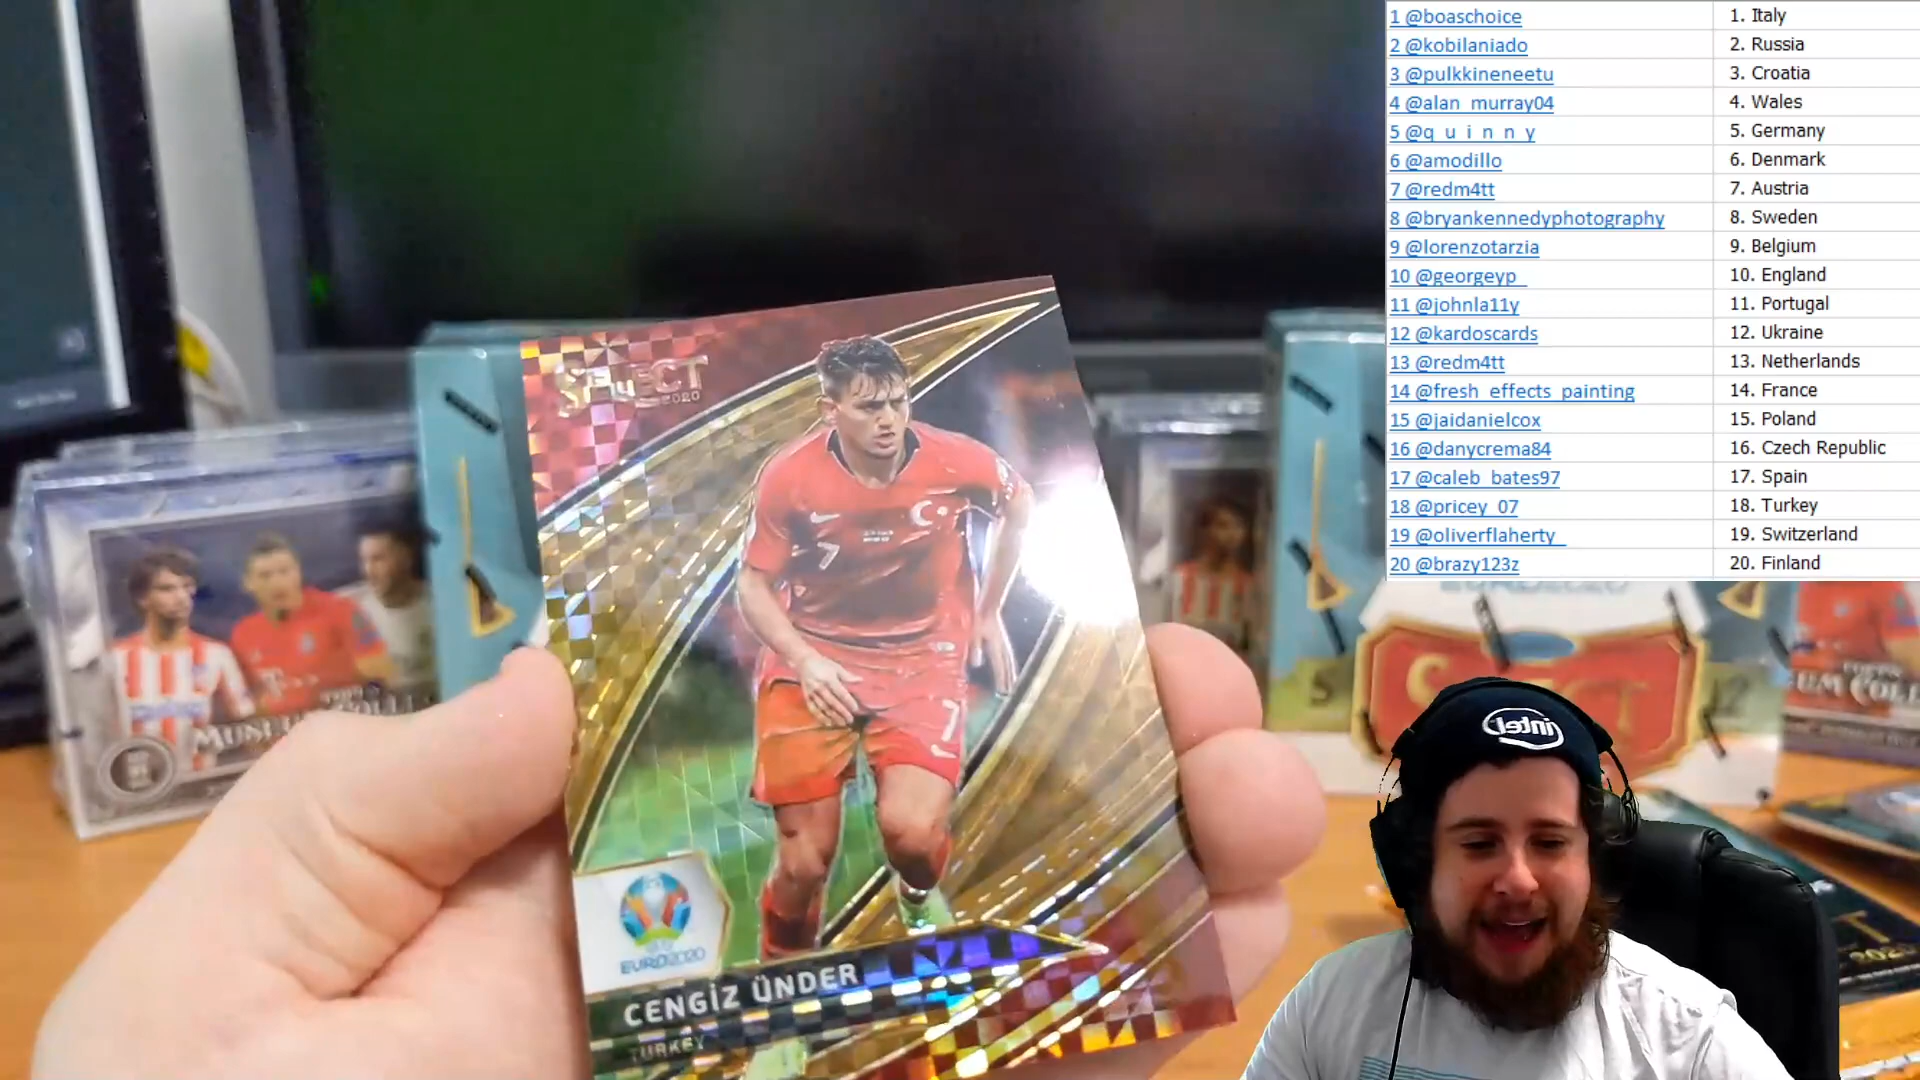 1 @boaschoice 1. Italy
2 @kobilaniado 2. Russia
3 @pulkkineneetu 3. Croatia
4 @alan_murray04 4. Wales
5 @q_u_i_n_n_y 5. Germany
6 @amodillo 6. Denmark
7 @redm4tt 7. Austria
8 @bryankennedyphotography 8. Sweden
9 @lorenzotarzia 9. Belgium
10 @georgeyp_ 10. England
11 @johnla11y 11. Portugal
12 @kardoscards 12. Ukraine
13 @redm4tt 13. Netherlands
14 @fresh_effects_painting 14. France
15 @jaidanielcox 15. Poland
16 @danycrema84 16. Czech Republic
17 @caleb_bates97 17. Spain
18 @pricey_07 18. Turkey
19 @oliverflaherty_ 19. Switzerland
20 @brazy123z 20. Finland
SELECT
2020
7
7
EURO2020
CENGİZ ÜNDER
TURKEY
intel